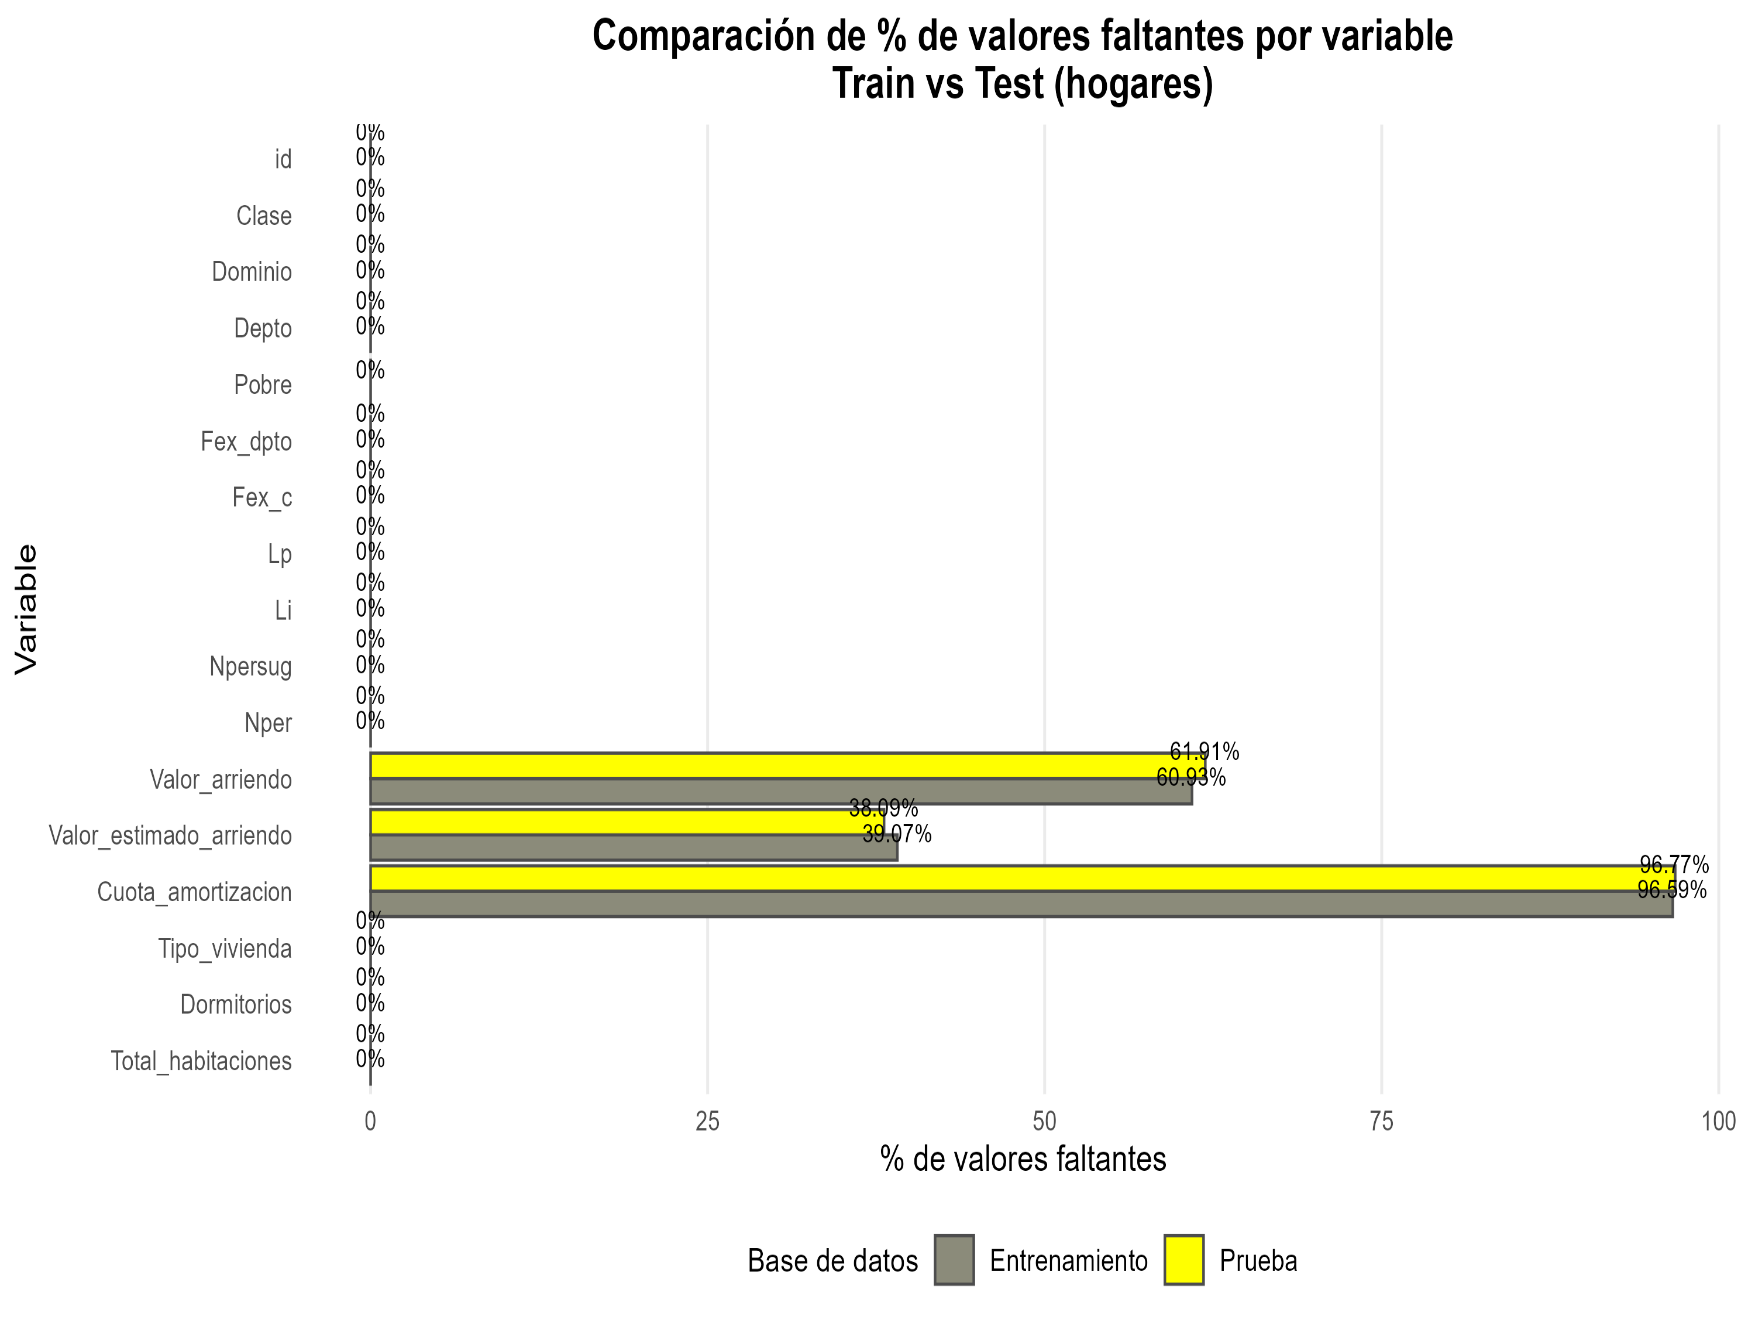 Comparación de % de valores faltantes por variable
Train vs Test (hogares)
Variable
0%
id 0%
0%
Clase 0%
0%
Dominio 0%
0%
Depto 0%
Pobre 0%
0%
Fex_dpto 0%
0%
Fex_c 0%
0%
Lp 0%
0%
Li 0%
0%
Npersug 0%
0%
Nper 0%
61.91%
Valor_arriendo 60.93%
38.09%
Valor_estimado_arriendo 39.07%
96.77%
Cuota_amortizacion 96.59%
0%
Tipo_vivienda 0%
0%
Dormitorios 0%
0%
Total_habitaciones 0%
0 25 50 75 100
% de valores faltantes
Base de datos Entrenamiento Prueba